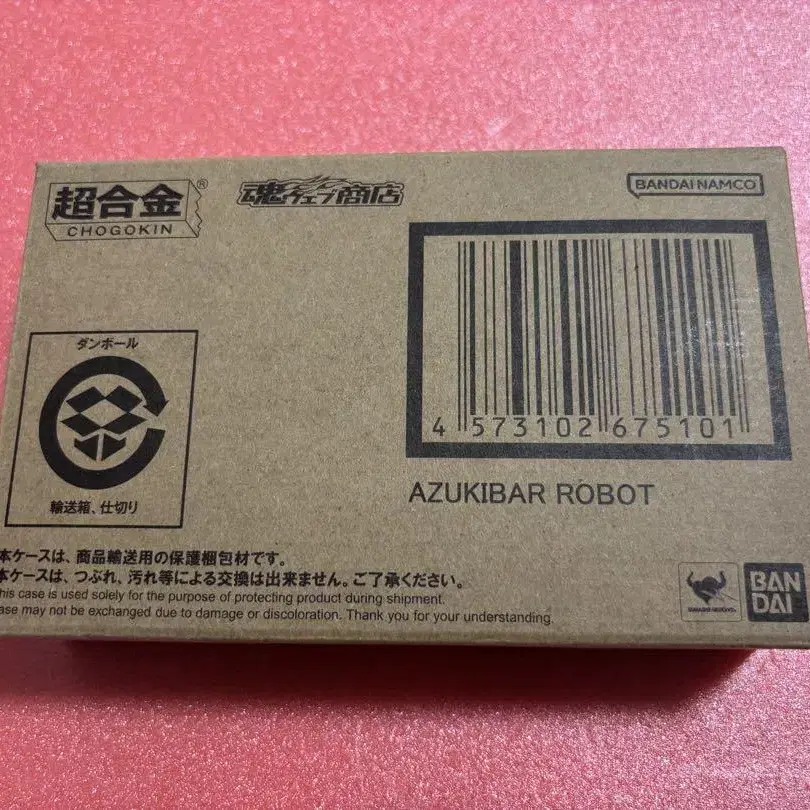 超合金®
CHOGOKIN
魂ウェブ商店
BANDAI NAMCO
4 573102 675101
AZUKIBAR ROBOT
ダンボール
輸送箱、仕切り
本ケースは、商品輸送用の保護梱包材です。
本ケースは、つぶれ、汚れ等による交換は出来ません。ご了承ください。
his case is used solely for the purpose of protecting product during shipment.
ase may not be exchanged due to damage or discoloration. Thank you for your understanding.
BAN
DAI